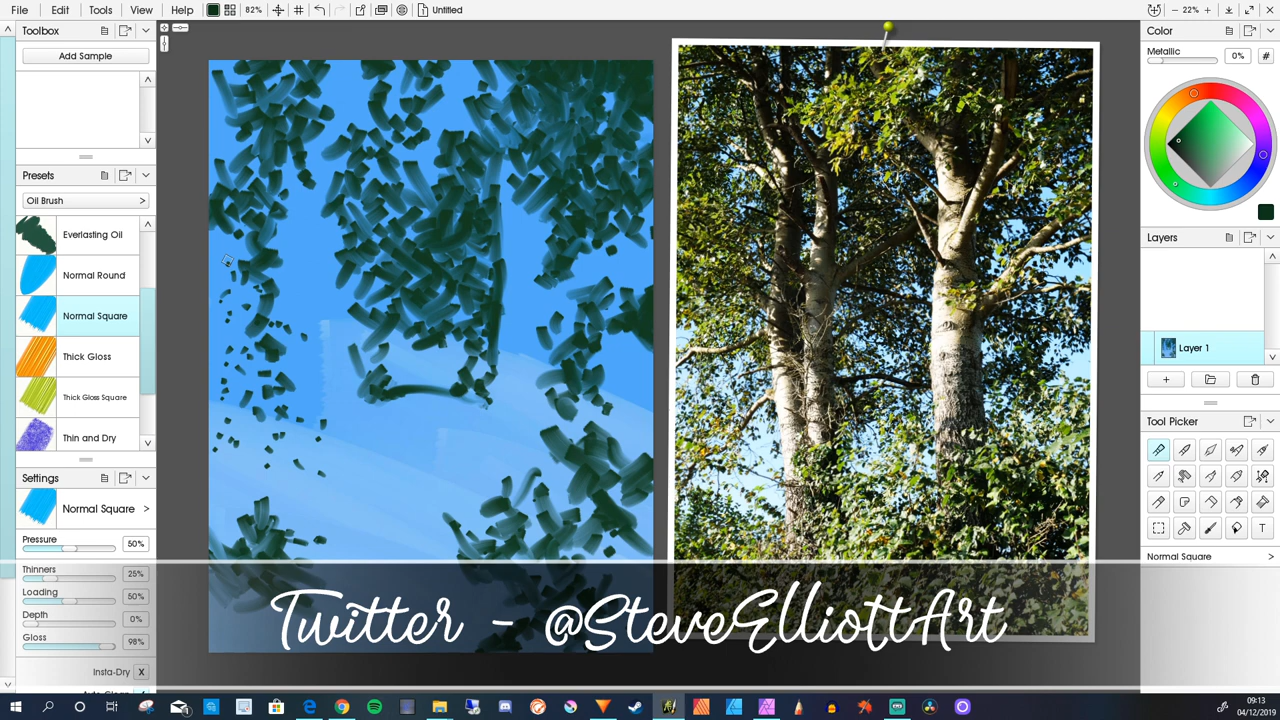 File Edit Tools View Window Help 82% Untitled 22%
Toolbox
Add Sample
Presets
Oil Brush >
Everlasting Oil
Normal Round
Normal Square
Thick Gloss
Thick Gloss Square
Thin and Dry
Settings
Normal Square >
Pressure
50%
Thinners
25%
Loading
50%
Depth
0%
Gloss
98%
Insta-Dry X
Color
Metallic
0% #
Layers
Layer 1
Tool Picker
T
Normal Square >
Twitter - @SteveElliottArt
09:13
04/12/2019